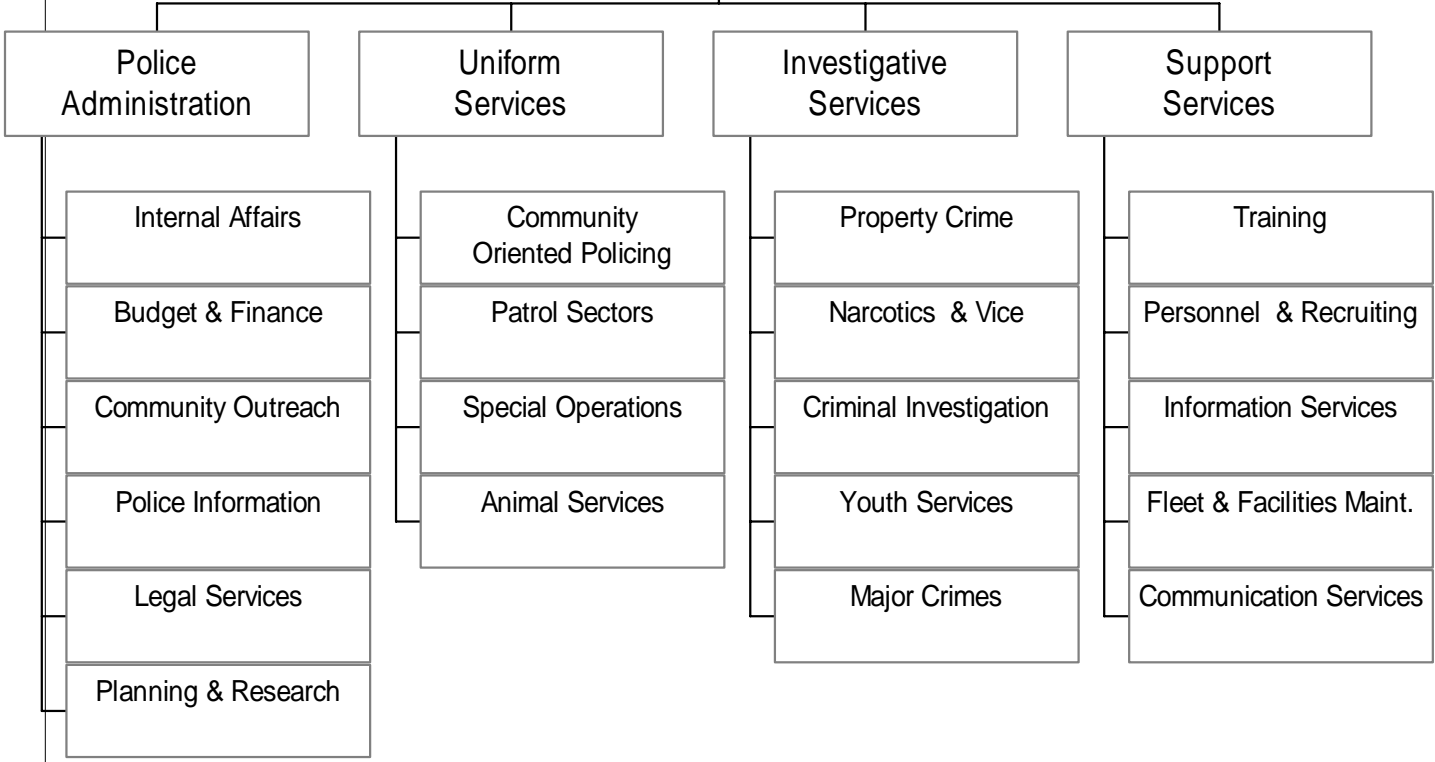 Police
Administration
Internal Affairs
Budget & Finance
Community Outreach
Police Information
Legal Services
Planning & Research
Uniform
Services
Community
Oriented Policing
Patrol Sectors
Special Operations
Animal Services
Investigative
Services
Property Crime
Narcotics & Vice
Criminal Investigation
Youth Services
Major Crimes
Support
Services
Training
Personnel & Recruiting
Information Services
Fleet & Facilities Maint.
Communication Services